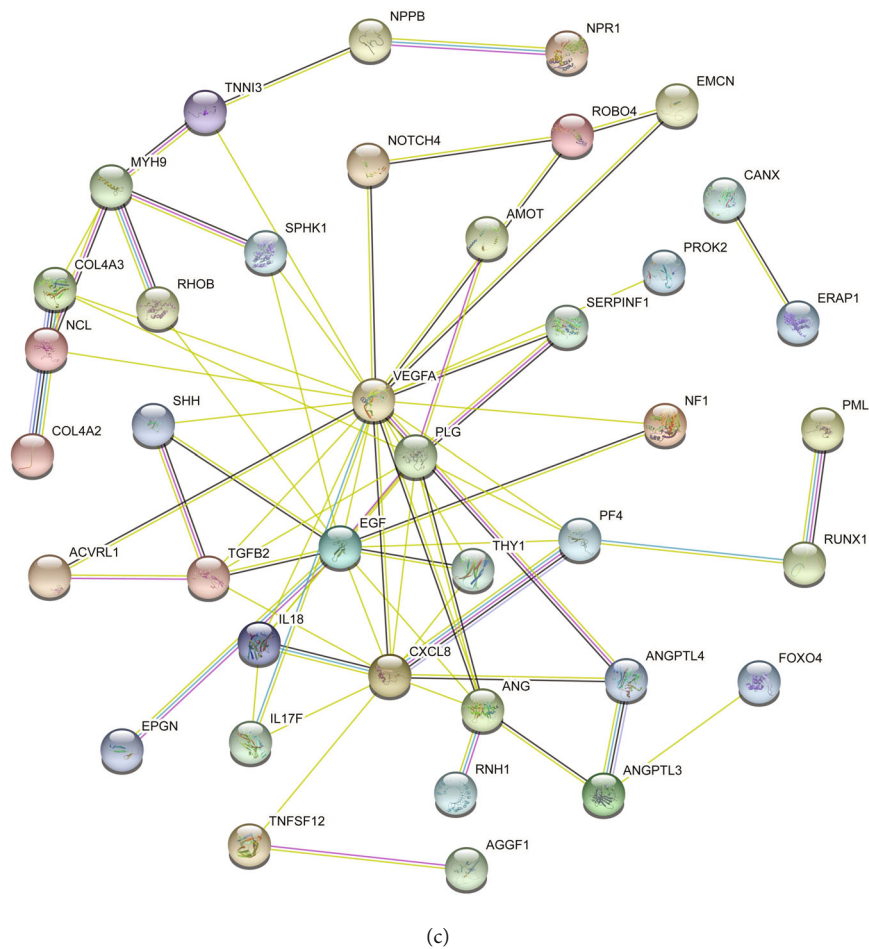 NPPB
NPR1
TNNI3
EMCN
ROBO4
NOTCH4
MYH9
CANX
SPHK1
AMOT
PROK2
COL4A3
RHOB
SERPINF1
ERAP1
NCL
VEGFA
SHH
NF1
PML
COL4A2
PLG
EGF
PF4
ACVRL1
TGFB2
THY1
RUNX1
IL18
CXCL8
ANGPTL4
FOXO4
ANG
EPGN
IL17F
RNH1
ANGPTL3
TNFSF12
AGGF1
(c)